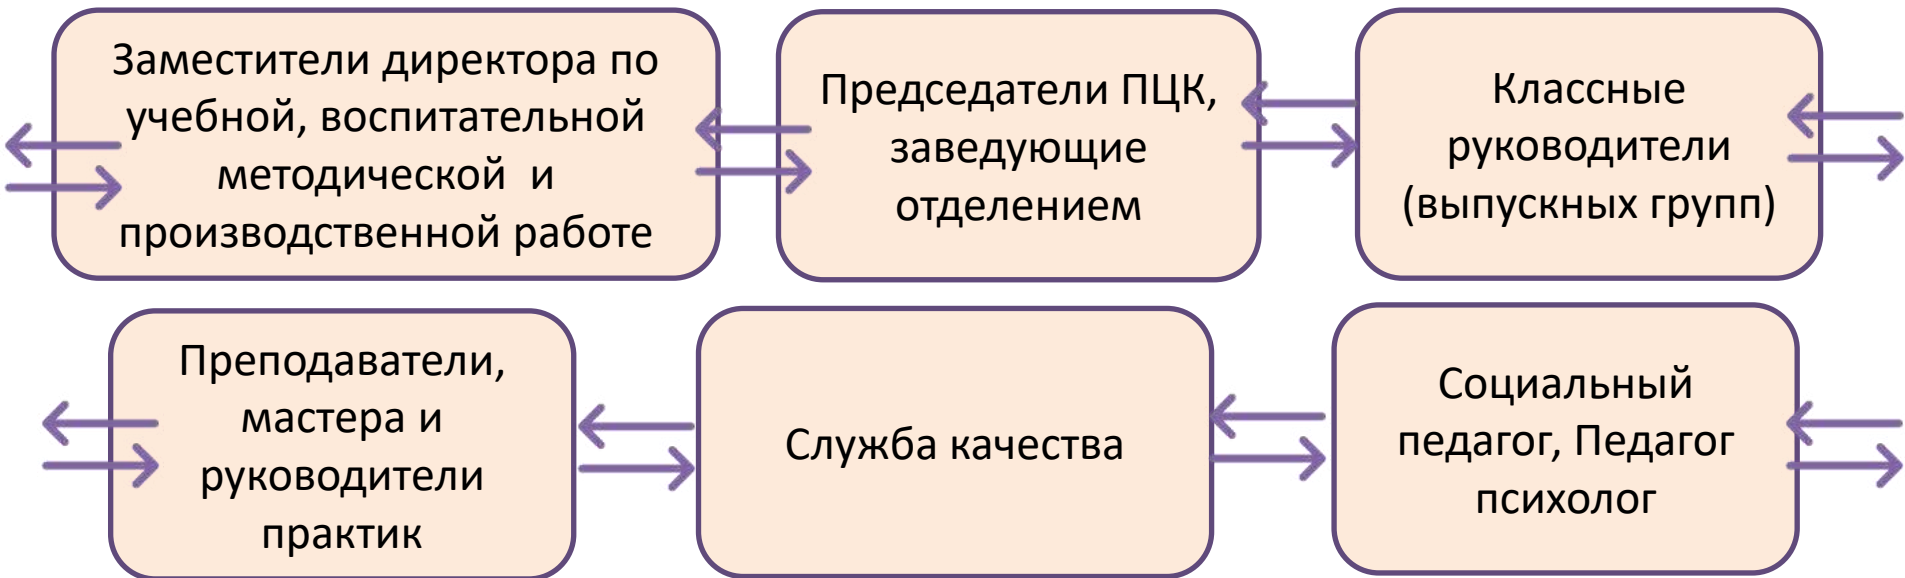 Заместители директора по
учебной, воспитательной
методической и
производственной работе
Председатели ПЦК,
заведующие
отделением
Классные
руководители
(выпускных групп)
Преподаватели,
мастера и
руководители
практик
Служба качества
Социальный
педагог, Педагог
психолог